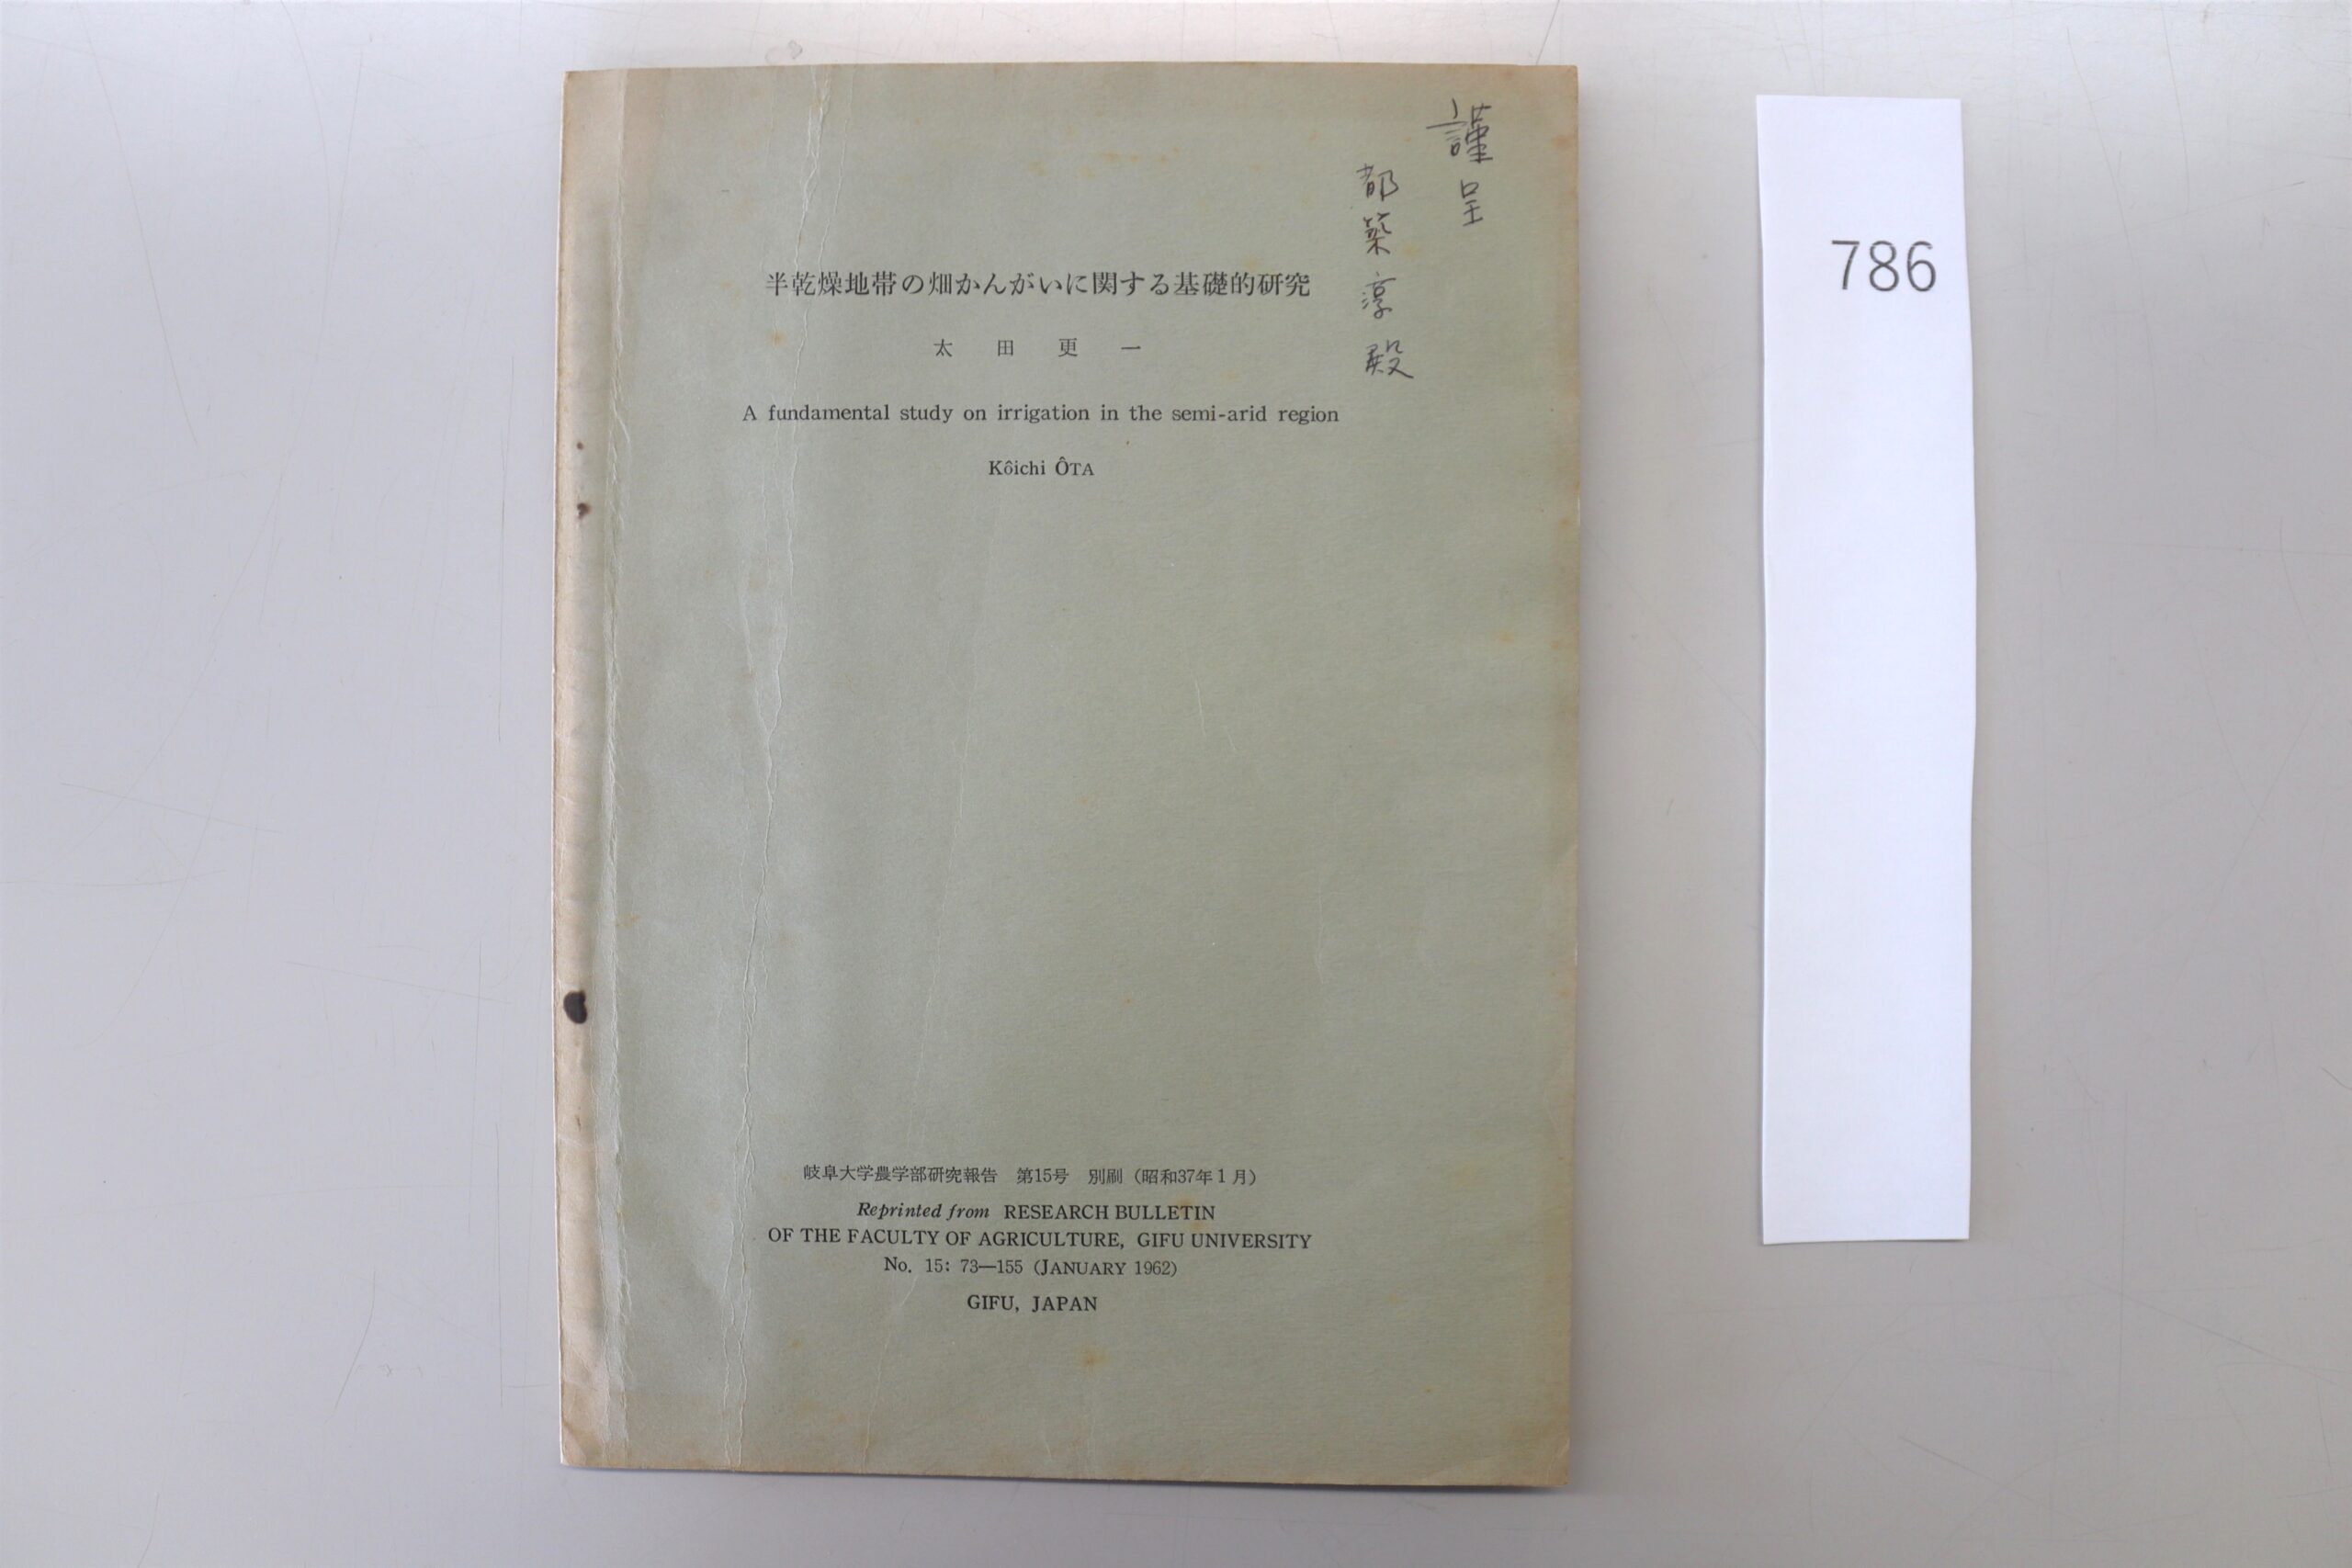 謹呈
都築淳殿
半乾燥地帯の畑かんがいに関する基礎的研究
太田更一
A fundamental study on irrigation in the semi-arid region
Kôichi ÔTA
岐阜大学農学部研究報告 第15号 別刷 (昭和37年1月)
Reprinted from RESEARCH BULLETIN
OF THE FACULTY OF AGRICULTURE, GIFU UNIVERSITY
No. 15: 73—155 (JANUARY 1962)
GIFU, JAPAN
786